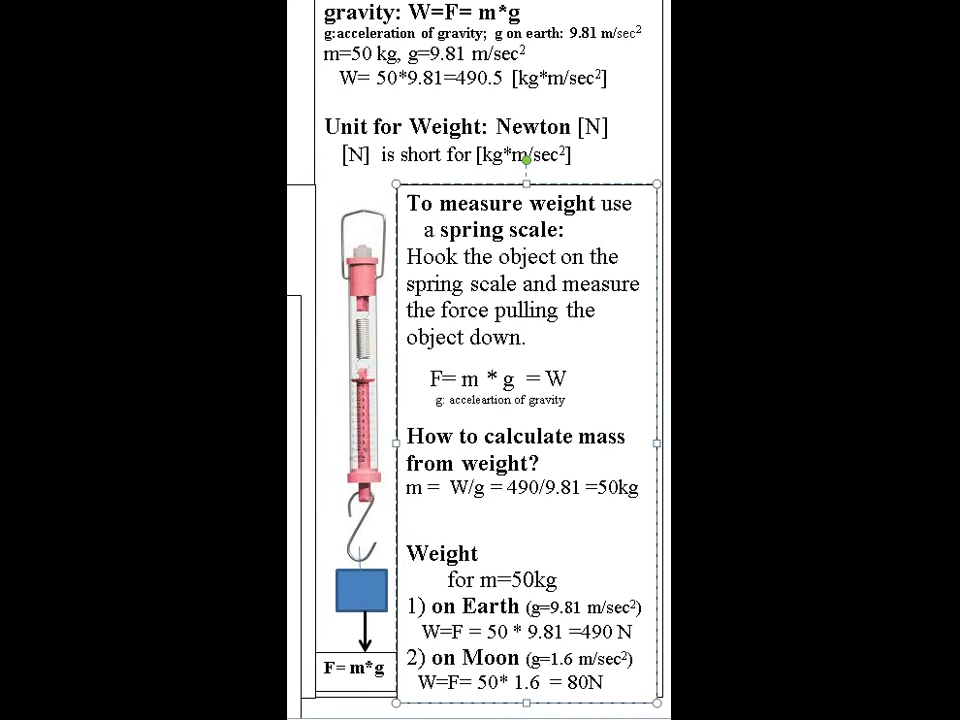 gravity: W=F= m*g
g:acceleration of gravity; g on earth: 9.81 m/sec²
m=50 kg, g=9.81 m/sec²
W= 50*9.81=490.5 [kg*m/sec²]
Unit for Weight: Newton [N]
[N] is short for [kg*m/sec²]
To measure weight use
a spring scale:
Hook the object on the
spring scale and measure
the force pulling the
object down.
F= m * g = W
g: acceleartion of gravity
How to calculate mass
from weight?
m = W/g = 490/9.81 =50kg
Weight
for m=50kg
1) on Earth (g=9.81 m/sec²)
W=F = 50 * 9.81 =490 N
2) on Moon (g=1.6 m/sec²)
W=F= 50* 1.6 = 80N
F= m*g